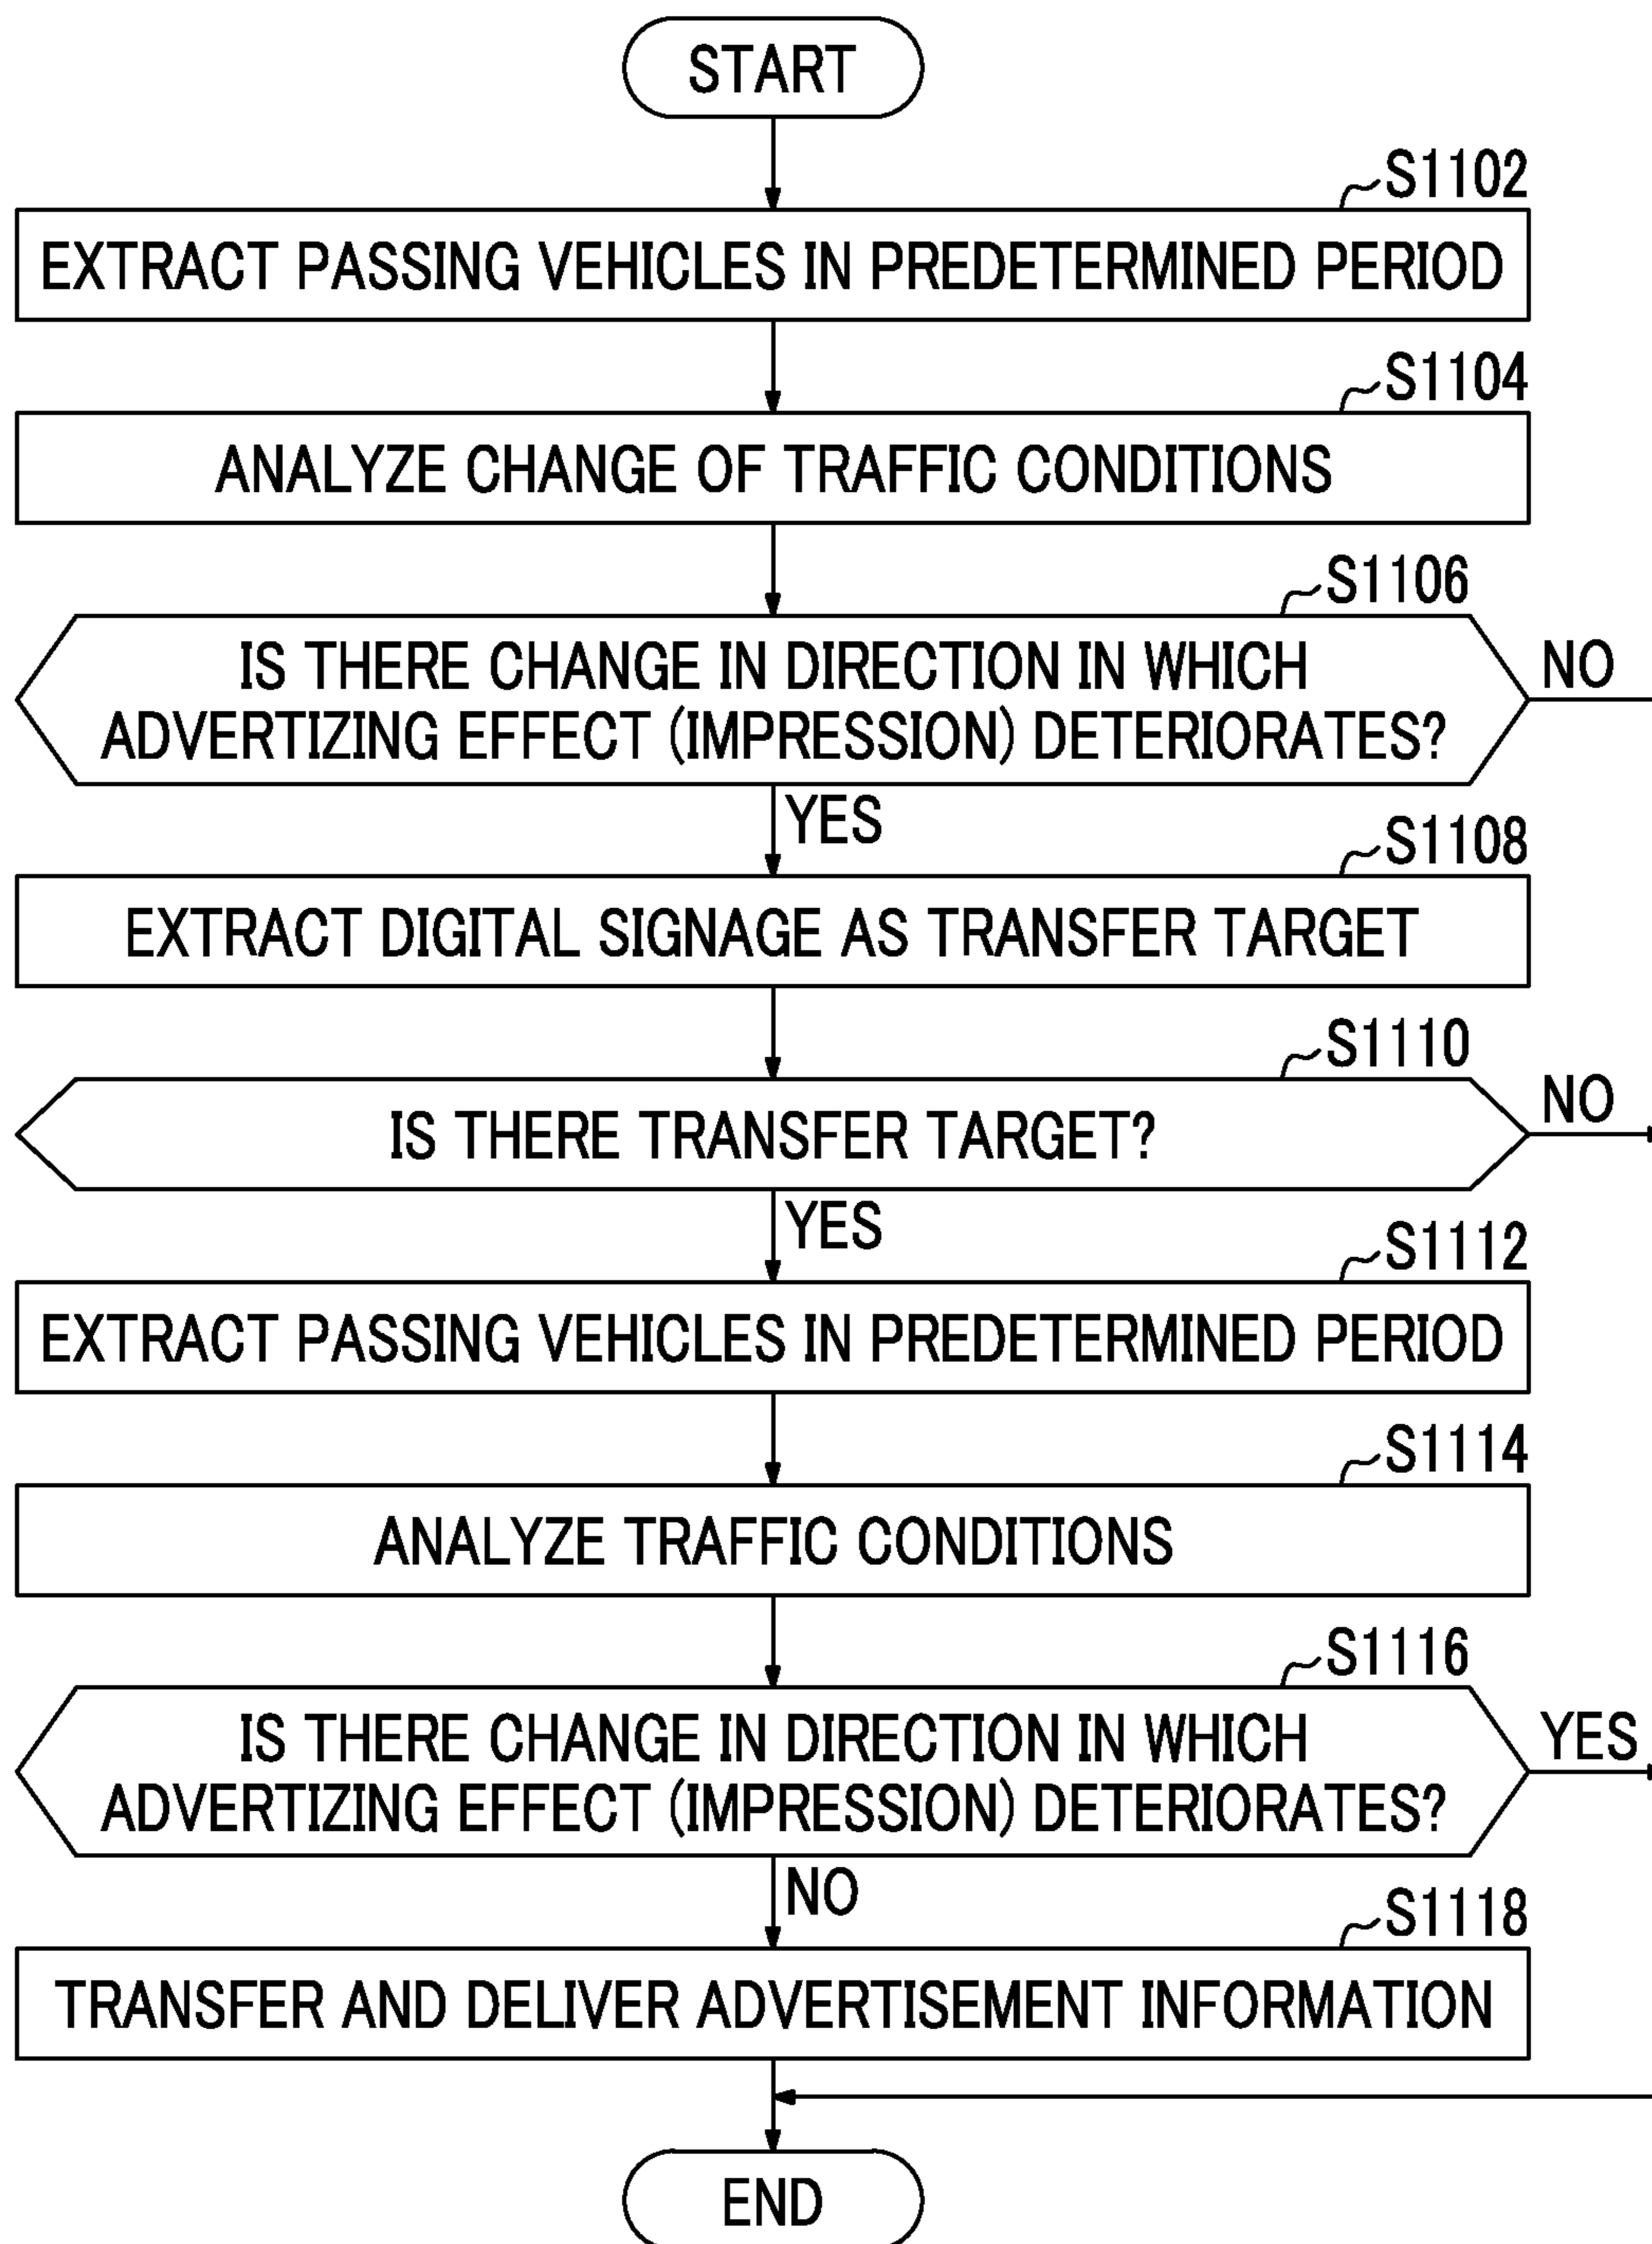 START
S1102
EXTRACT PASSING VEHICLES IN PREDETERMINED PERIOD
S1104
ANALYZE CHANGE OF TRAFFIC CONDITIONS
S1106
IS THERE CHANGE IN DIRECTION IN WHICH
ADVERTIZING EFFECT (IMPRESSION) DETERIORATES?
NO
YES
S1108
EXTRACT DIGITAL SIGNAGE AS TRANSFER TARGET
S1110
IS THERE TRANSFER TARGET?
NO
YES
S1112
EXTRACT PASSING VEHICLES IN PREDETERMINED PERIOD
S1114
ANALYZE TRAFFIC CONDITIONS
S1116
IS THERE CHANGE IN DIRECTION IN WHICH
ADVERTIZING EFFECT (IMPRESSION) DETERIORATES?
YES
NO
S1118
TRANSFER AND DELIVER ADVERTISEMENT INFORMATION
END